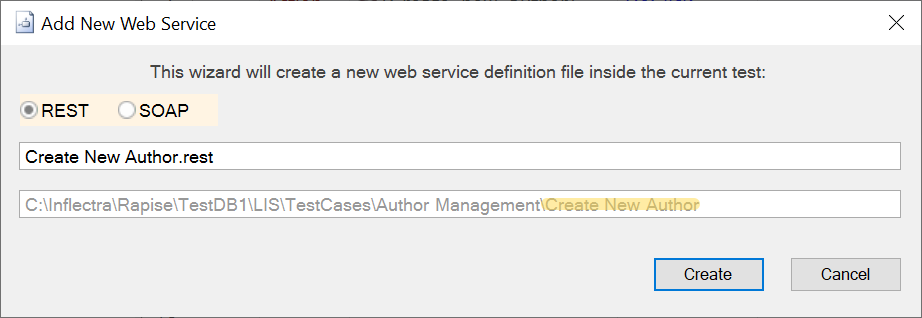 Add New Web Service
This wizard will create a new web service definition file inside the current test:
REST SOAP
Create New Author.rest
C:\Inflectra\Rapise\TestDB1\LIS\TestCases\Author Management\Create New Author
Create Cancel